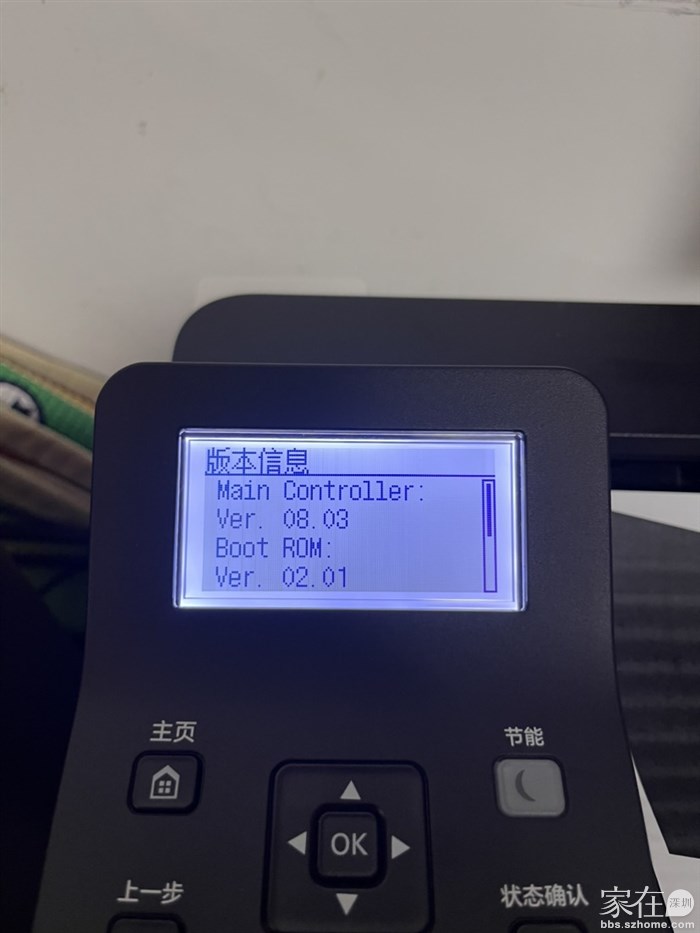 版本信息
Main Controller:
Ver. 08.03
Boot ROM:
Ver. 02.01
主页
节能
OK
上一步
状态确认
家在深圳
bbs.szhome.com